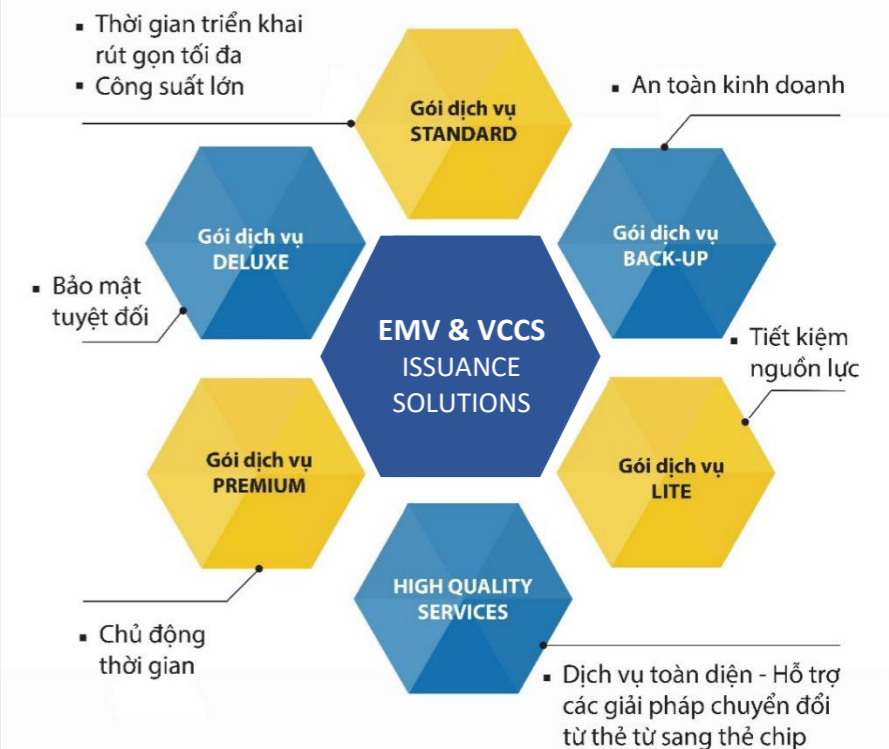 ▪ Thời gian triển khai
rút gọn tối đa
▪ Công suất lớn
Gói dịch vụ
STANDARD
▪ An toàn kinh doanh
Gói dịch vụ
DELUXE
Gói dịch vụ
BACK-UP
▪ Bảo mật
tuyệt đối
EMV & VCCS
ISSUANCE
SOLUTIONS
▪ Tiết kiệm
nguồn lực
Gói dịch vụ
PREMIUM
Gói dịch vụ
LITE
HIGH QUALITY
SERVICES
▪ Chủ động
thời gian
▪ Dịch vụ toàn diện - Hỗ trợ
các giải pháp chuyển đổi
từ thẻ từ sang thẻ chip